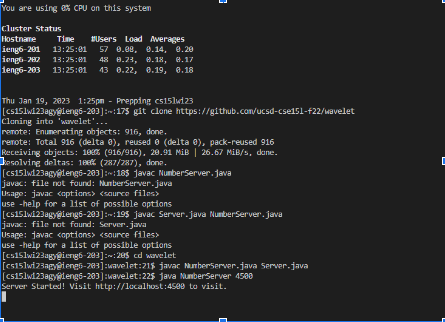 You are using 0% CPU on this system
Cluster Status
Hostname Time #Users Load Averages
ieng6-201 13:25:01 57 0.08, 0.14, 0.20
ieng6-202 13:25:01 48 0.23, 0.18, 0.17
ieng6-203 13:25:01 43 0.22, 0.19, 0.18
Thu Jan 19, 2023 1:25pm - Prepping cs15lwi23
[cs15lwi23agy@ieng6-203]:~:17$ git clone https://github.com/ucsd-cse15l-f22/wavelet
Cloning into 'wavelet'...
remote: Enumerating objects: 916, done.
remote: Total 916 (delta 0), reused 0 (delta 0), pack-reused 916
Receiving objects: 100% (916/916), 20.91 MiB | 26.67 MiB/s, done.
Resolving deltas: 100% (287/287), done.
[cs15lwi23agy@ieng6-203]:~:18$ javac NumberServer.java
javac: file not found: NumberServer.java
Usage: javac <options> <source files>
use -help for a list of possible options
[cs15lwi23agy@ieng6-203]:~:19$ javac Server.java NumberServer.java
javac: file not found: Server.java
Usage: javac <options> <source files>
use -help for a list of possible options
[cs15lwi23agy@ieng6-203]:~:20$ cd wavelet
[cs15lwi23agy@ieng6-203]:wavelet:21$ javac NumberServer.java Server.java
[cs15lwi23agy@ieng6-203]:wavelet:22$ java NumberServer 4500
Server Started! Visit http://localhost:4500 to visit.